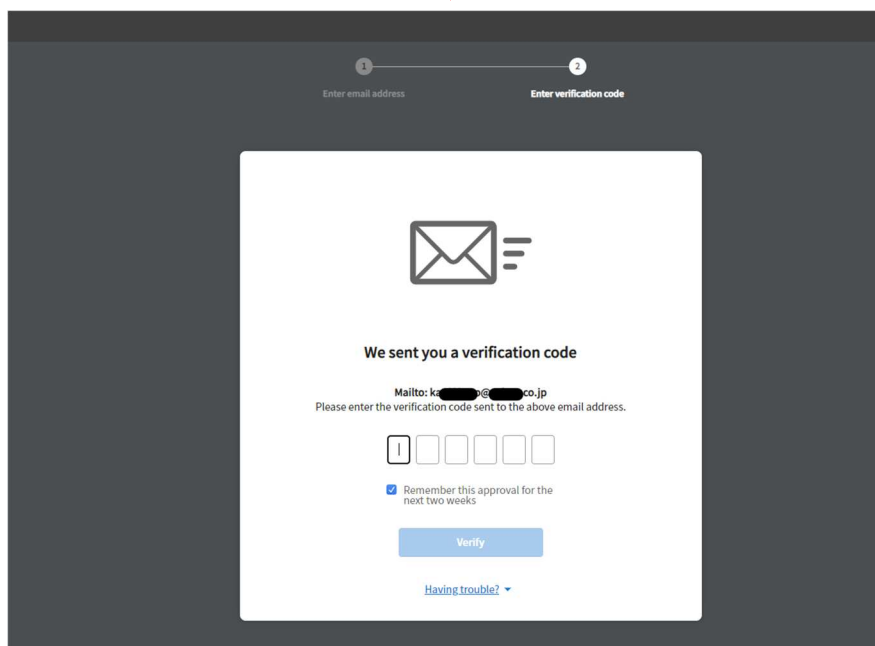 1
2
Enter email address
Enter verification code
We sent you a verification code
Mailto: ka p@ co.jp
Please enter the verification code sent to the above email address.
Remember this approval for the
next two weeks
Verify
Having trouble?